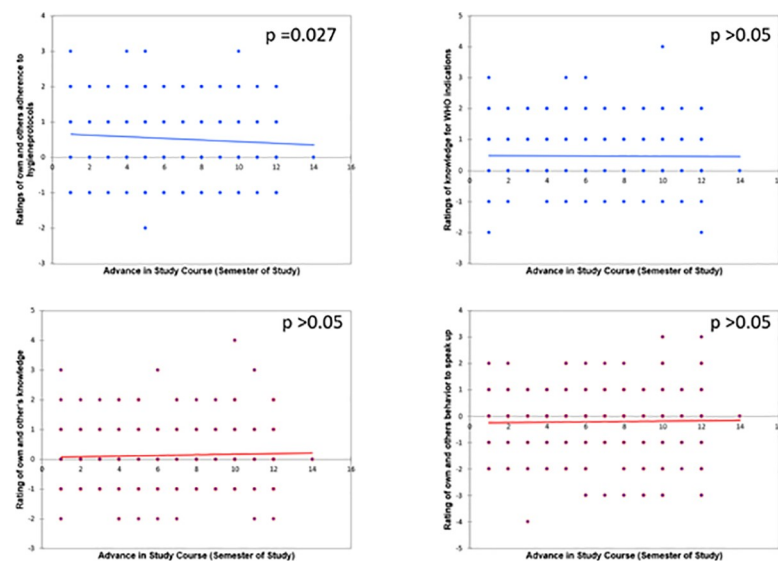 p =0.027
4
3
2
1
0
-1
-2
-3
0 2 4 6 8 10 12 14 16
Ratings of own and others adherence to
hygieneprotocols
Advance in Study Course (Semester of Study)
p >0.05
5
4
3
2
1
0
-1
-2
-3
0 2 4 6 8 10 12 14 16
Ratings of knowledge for WHO indications
Advance in Study Course (Semester of Study)
p >0.05
5
4
3
2
1
0
-1
-2
-3
0 2 4 6 8 10 12 14 16
Rating of own and other's knowledge
Advance in Study Course (Semester of Study)
p >0.05
4
3
2
1
0
-1
-2
-3
-4
-5
0 2 4 6 8 10 12 14
Rating of own and others behavior to speak up
Advance in Study Course (Semester of Study)